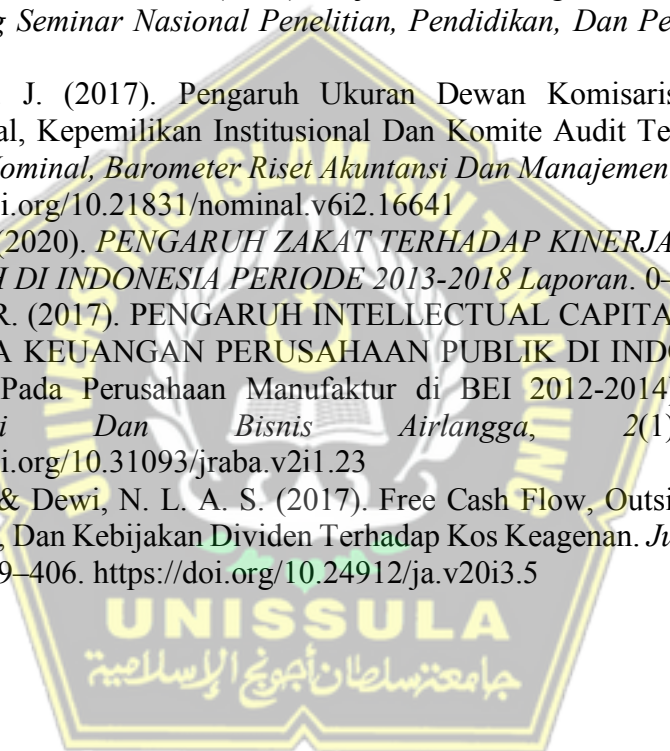 g Seminar Nasional Penelitian, Pendidikan, Dan Pe
J. (2017). Pengaruh Ukuran Dewan Komisaris
al, Kepemilikan Institusional Dan Komite Audit Te
Nominal, Barometer Riset Akuntansi Dan Manajemen
i.org/10.21831/nominal.v6i2.16641
(2020). PENGARUH ZAKAT TERHADAP KINERJA
H DI INDONESIA PERIODE 2013-2018 Laporan. 0–
R. (2017). PENGARUH INTELLECTUAL CAPITA
A KEUANGAN PERUSAHAAN PUBLIK DI INDO
Pada Perusahaan Manufaktur di BEI 2012-2014
i Dan Bisnis Airlangga, 2(1)
i.org/10.31093/jraba.v2i1.23
& Dewi, N. L. A. S. (2017). Free Cash Flow, Outsi
, Dan Kebijakan Dividen Terhadap Kos Keagenan. Ju
9–406. https://doi.org/10.24912/ja.v20i3.5
UNIVERSITAS ISLAM SULTAN AGUNG
UNISSULA
جامعة سلطان أجونج الإسلامية